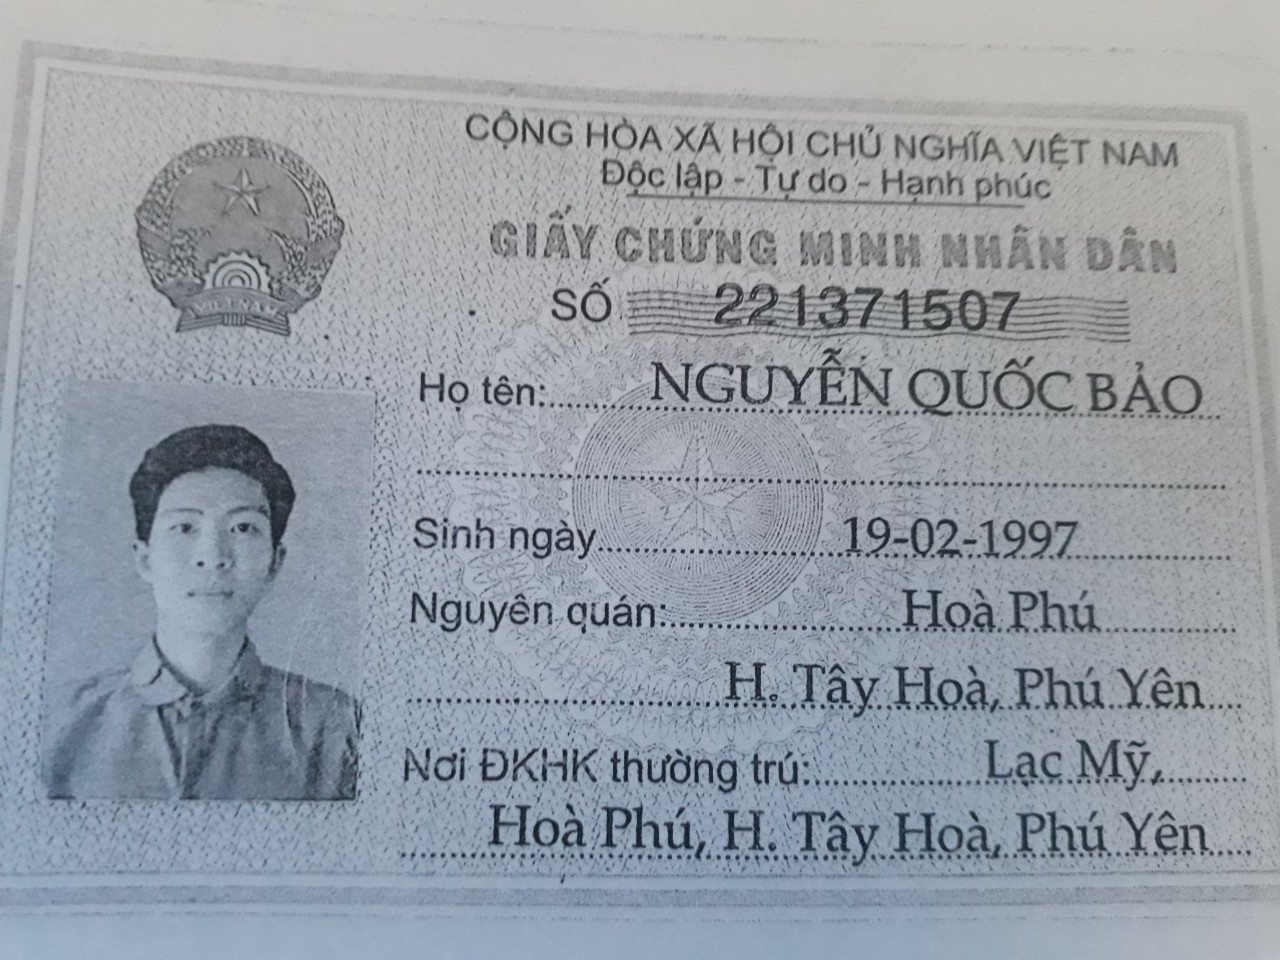 CỘNG HÒA XÃ HỘI CHỦ NGHĨA VIỆT NAM
Độc lập - Tự do - Hạnh phúc
GIẤY CHỨNG MINH NHÂN DÂN
SỐ 221371507
Họ tên: NGUYỄN QUỐC BẢO
Sinh ngày 19-02-1997
Nguyên quán: Hoà Phú
H. Tây Hoà, Phú Yên
Nơi ĐKHK thường trú: Lạc Mỹ,
Hoà Phú, H. Tây Hoà, Phú Yên
VIỆT NAM